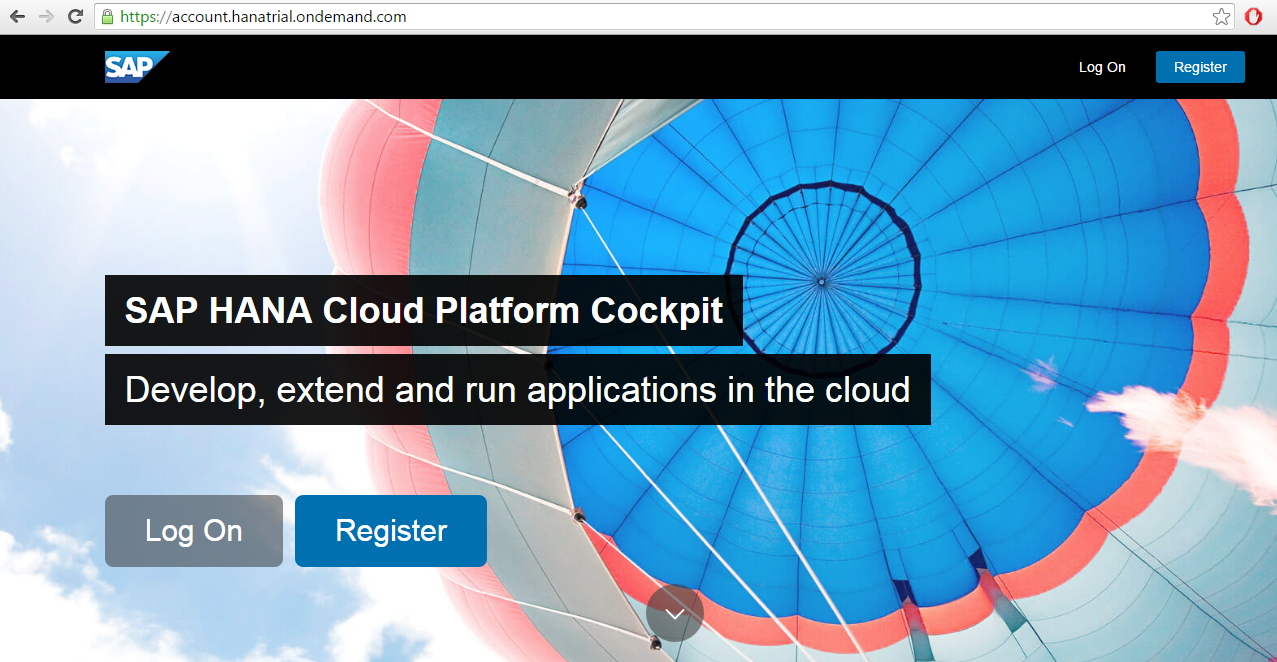 https://account.hanatrial.ondemand.com
SAP
Log On
Register
SAP HANA Cloud Platform Cockpit
Develop, extend and run applications in the cloud
Log On
Register